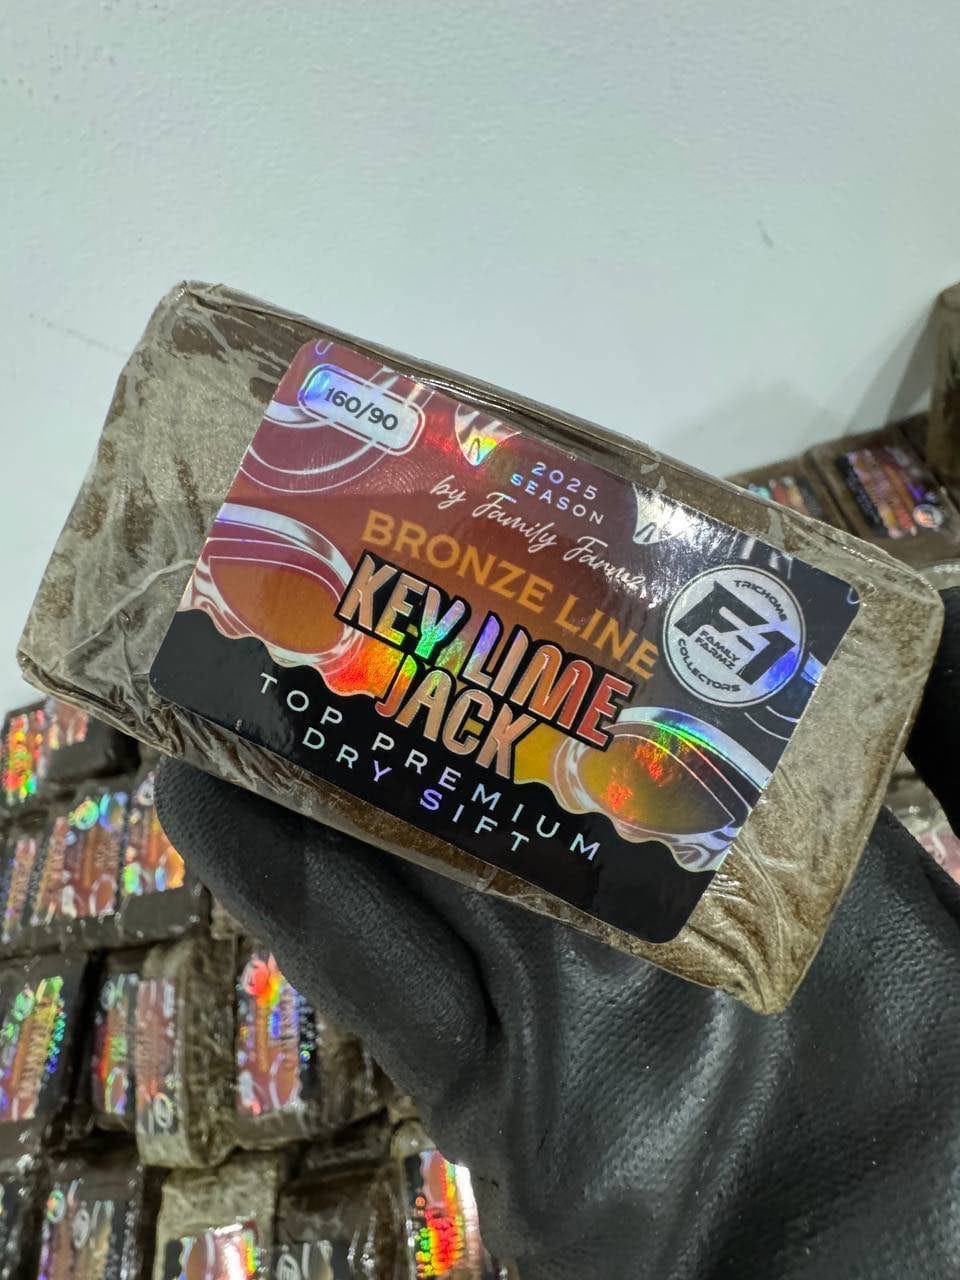 160/90
2025
SEASON
by Family Farmz
BRONZE LINE
KEY LIME
JACK
TOP PREMIUM
DRY SIFT
TRICHOME
F-1
FAMILY
FARMZ
COLLECTORS